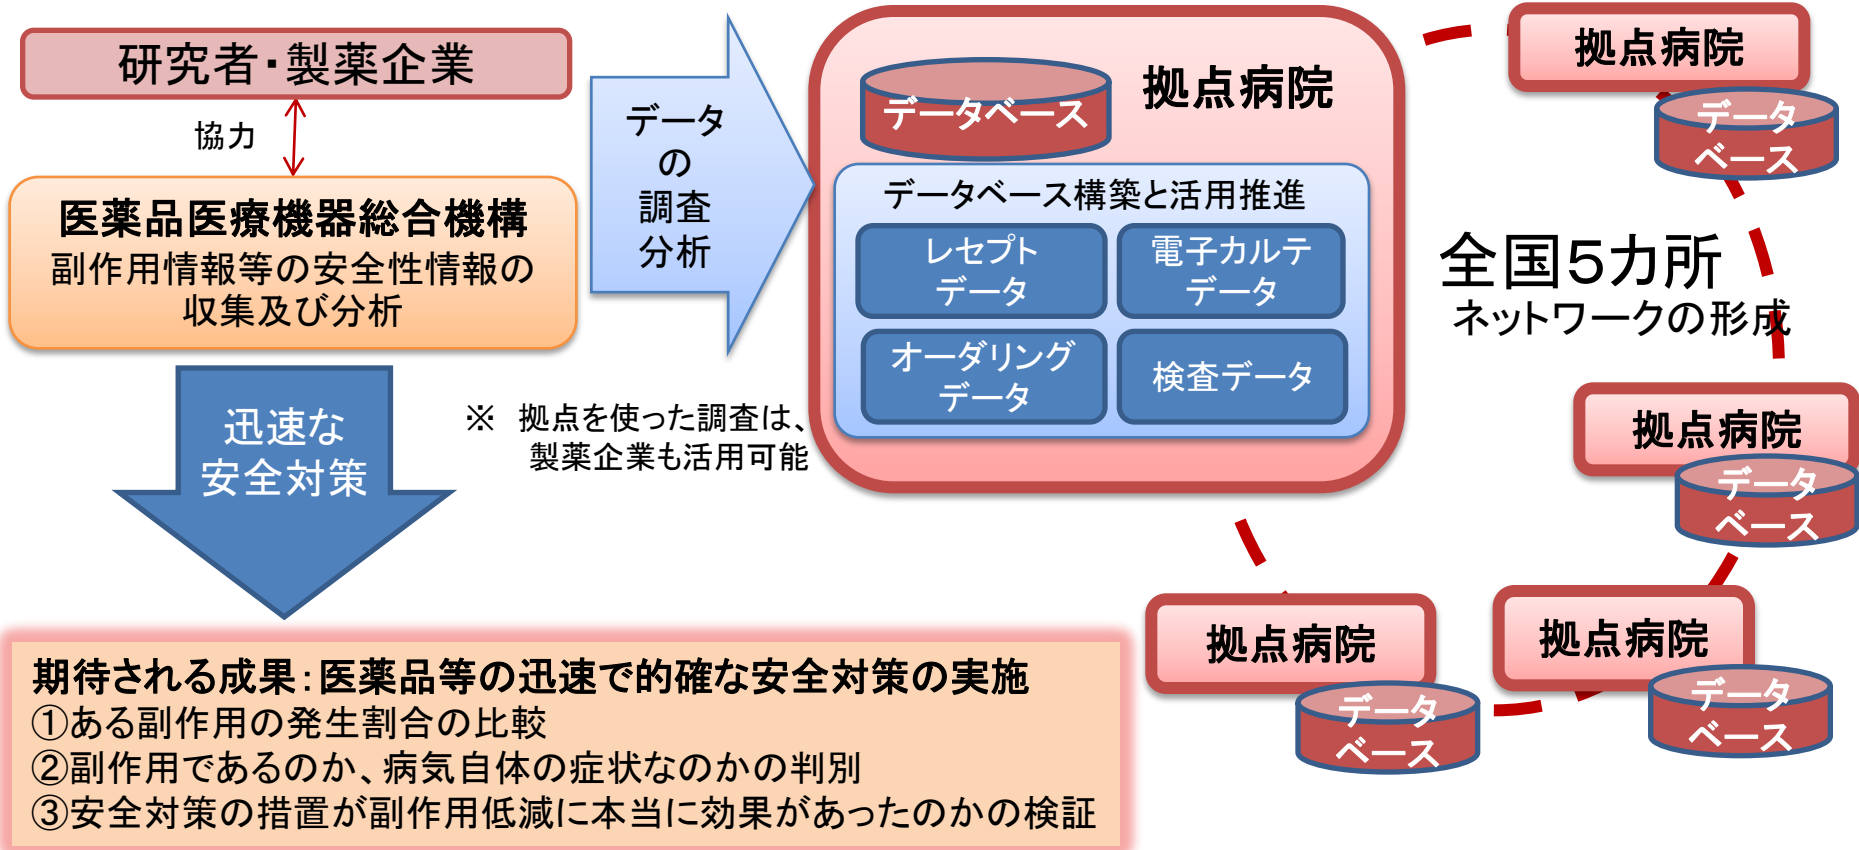 研究者・製薬企業
協力
医薬品医療機器総合機構
副作用情報等の安全性情報の
収集及び分析
迅速な
安全対策
データ
の
調査
分析
※　拠点を使った調査は、
製薬企業も活用可能
拠点病院
データベース
データベース構築と活用推進
レセプト
データ
電子カルテ
データ
オーダリング
データ
検査データ
拠点病院
データ
ベース
全国５カ所
ネットワークの形成
拠点病院
データ
ベース
拠点病院
データ
ベース
拠点病院
データ
ベース
期待される成果：医薬品等の迅速で的確な安全対策の実施
①ある副作用の発生割合の比較
②副作用であるのか、病気自体の症状なのかの判別
③安全対策の措置が副作用低減に本当に効果があったのかの検証